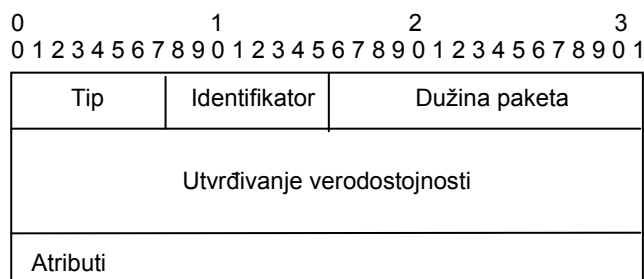 0 1 2 3
0 1 2 3 4 5 6 7 8 9 0 1 2 3 4 5 6 7 8 9 0 1 2 3 4 5 6 7 8 9 0 1
Tip Identifikator Dužina paketa
Utvrđivanje verodostojnosti
Atributi